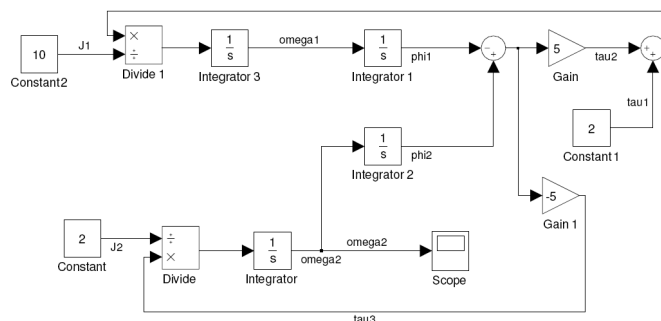 10
Constant2
J1
×
÷
Divide 1
1
s
Integrator 3
omega1
1
s
Integrator 1
phi1
-
+
5
Gain
tau2
+
+
tau1
2
Constant 1
1
s
Integrator 2
phi2
-5
Gain 1
2
Constant
J2
÷
×
Divide
1
s
Integrator
omega2
omega2
Scope
tau3